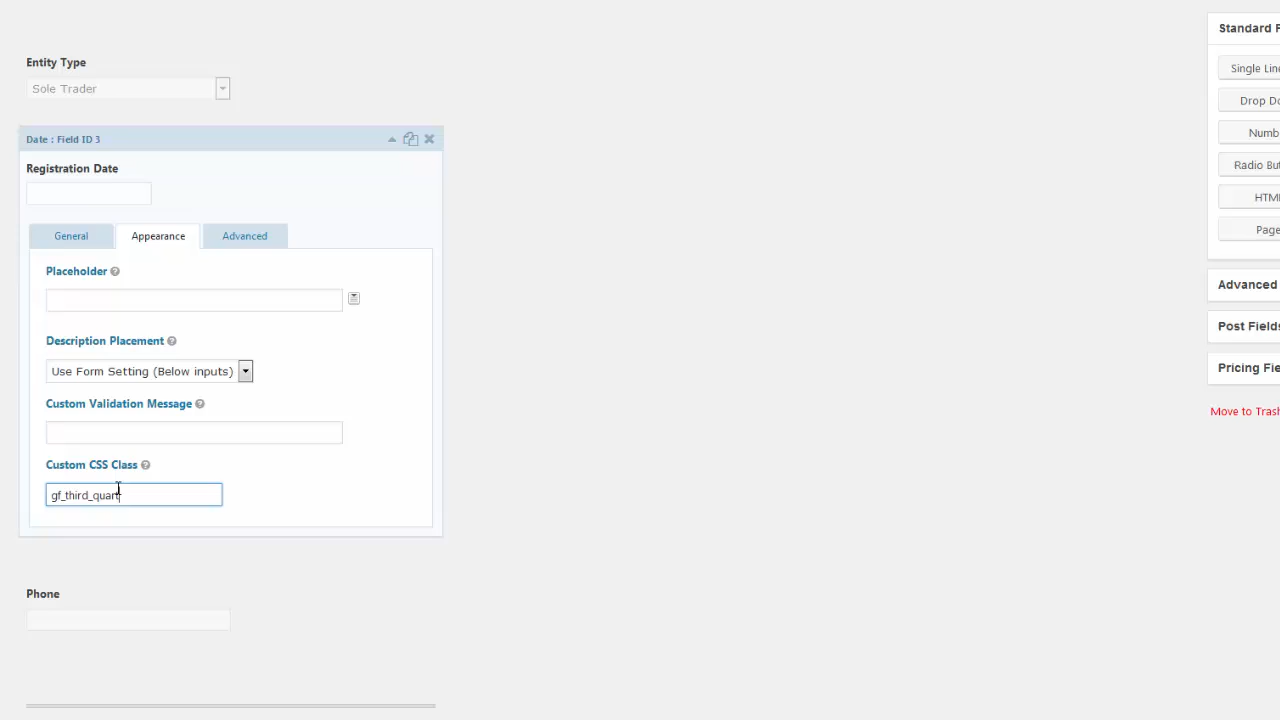 Entity Type
Sole Trader
Date : Field ID 3
Registration Date
General
Appearance
Advanced
Placeholder
Description Placement
Use Form Setting (Below inputs)
Custom Validation Message
Custom CSS Class
gf_third_quart
Phone
Standard F
Single Line
Drop Do
Numb
Radio But
HTM
Page
Advanced
Post Fields
Pricing Fie
Move to Trash